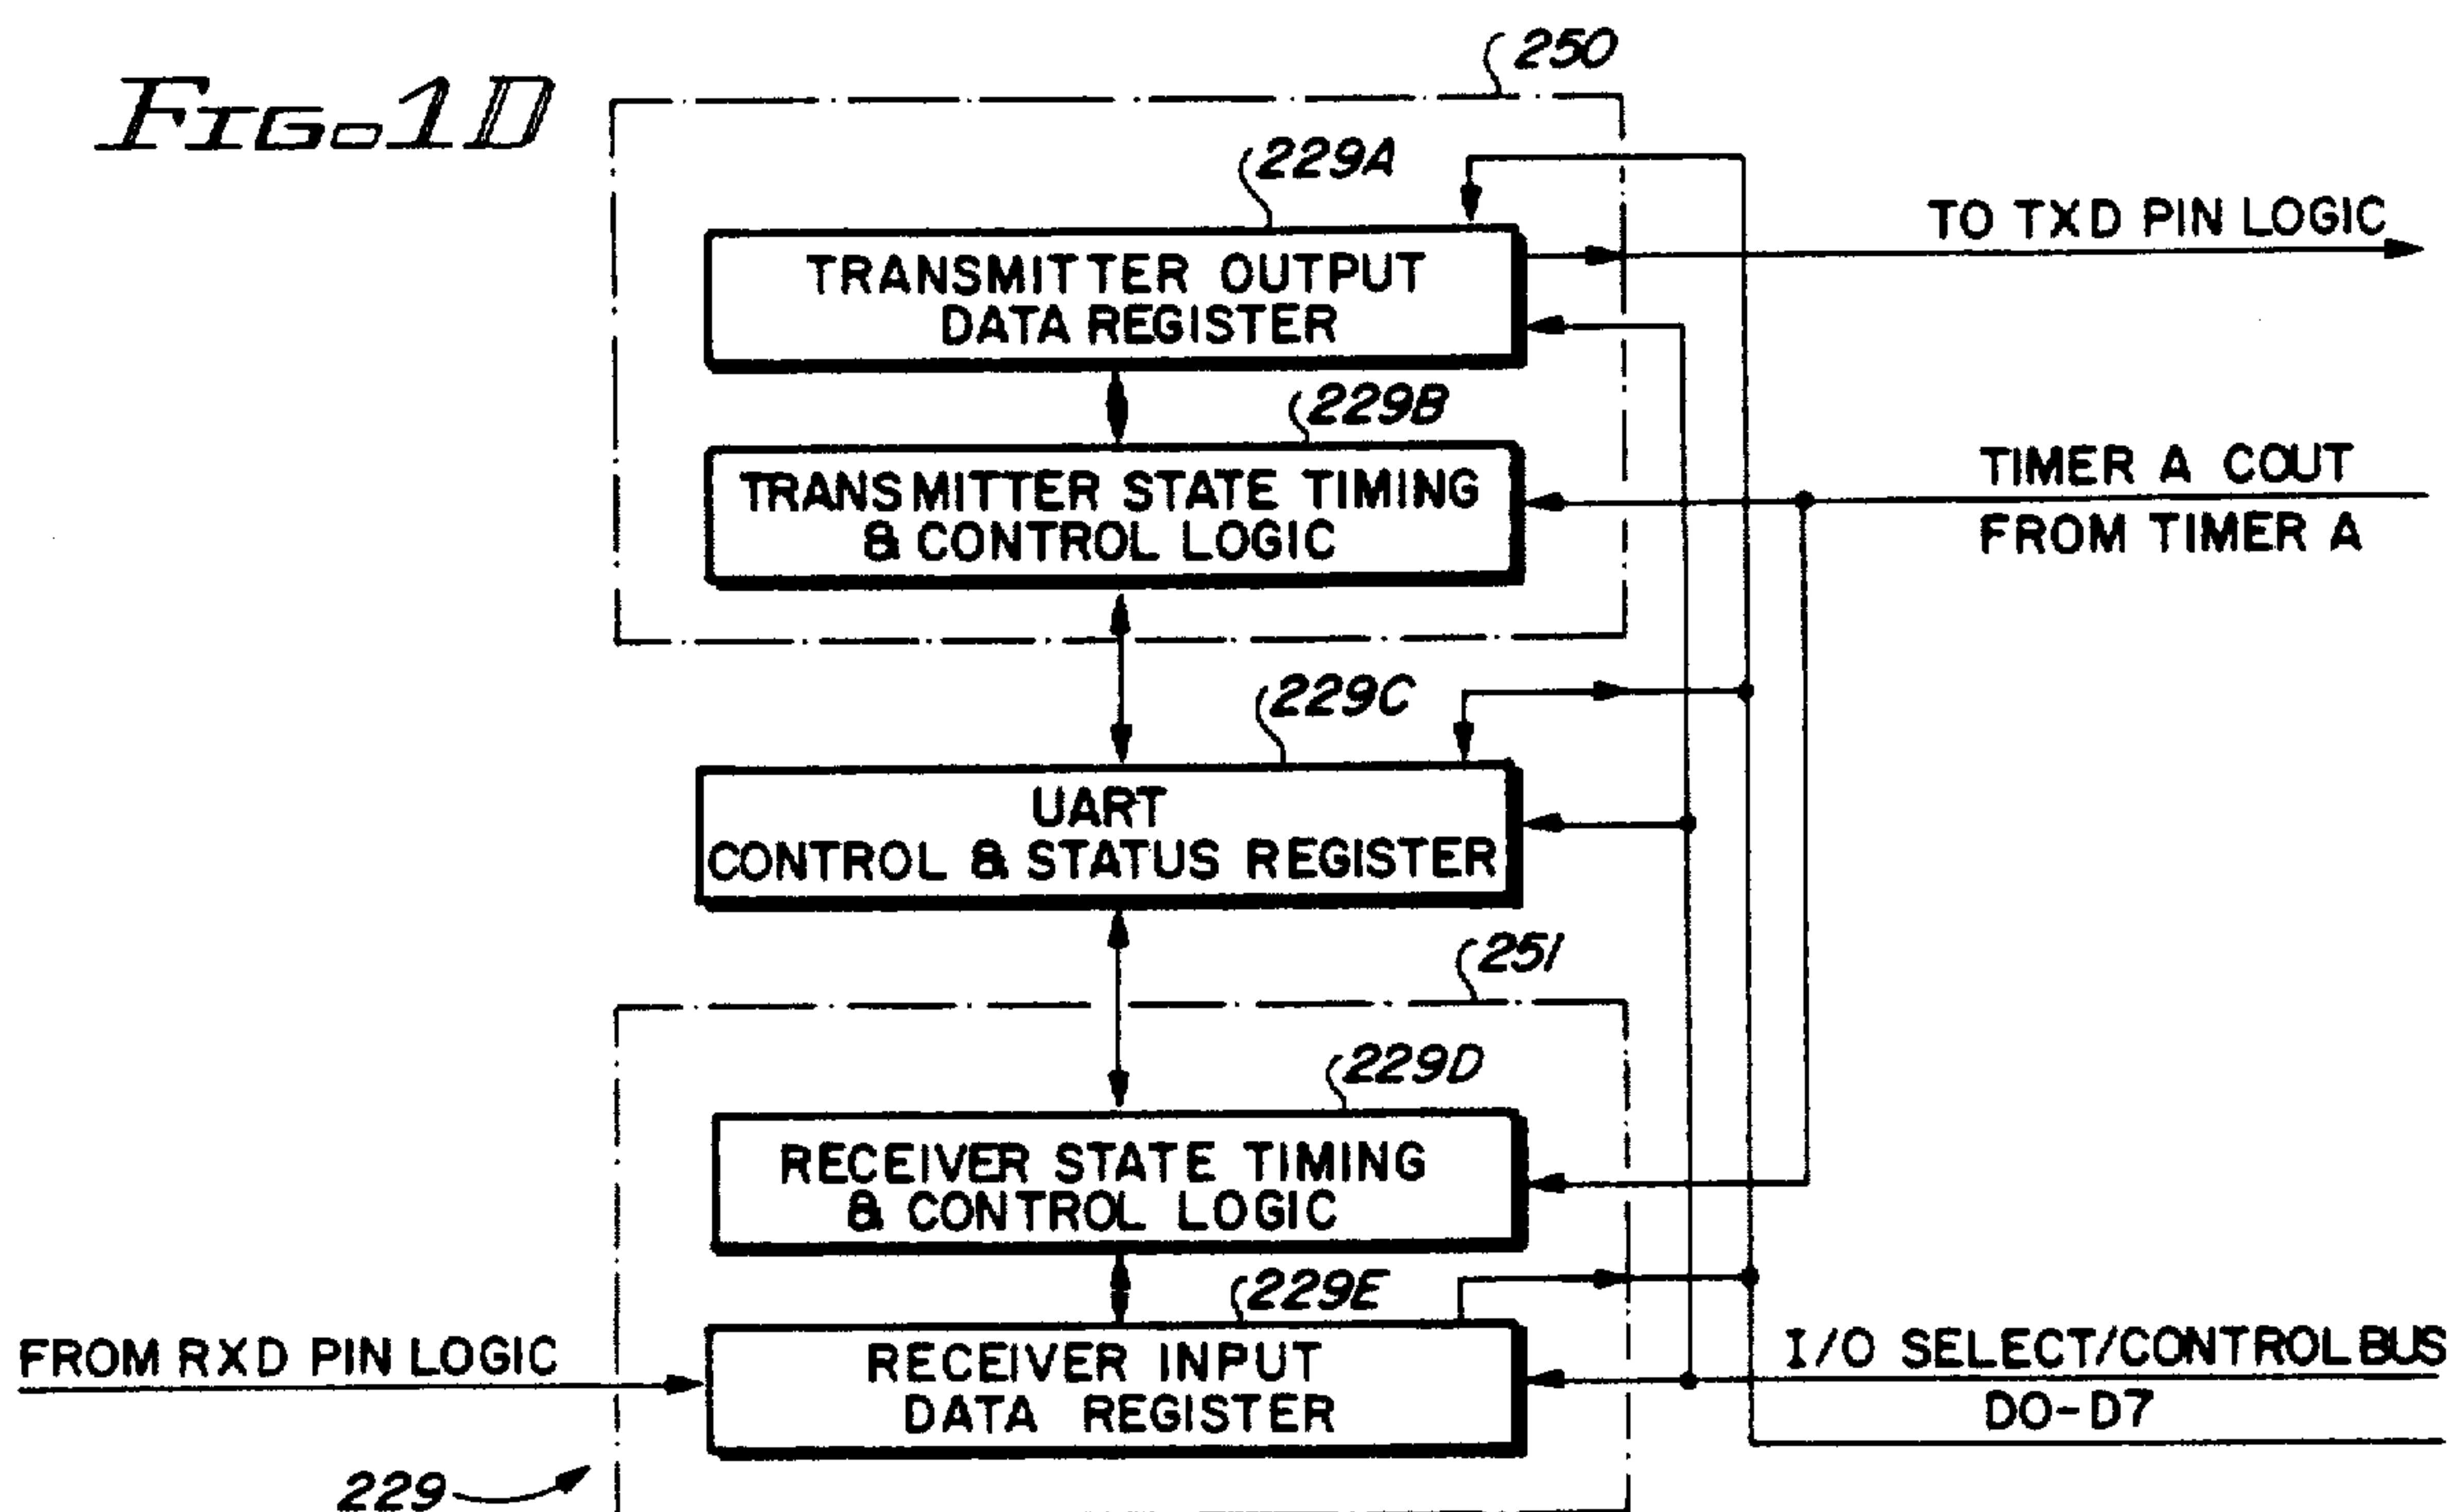 FIG. 1D
250
229A
TRANSMITTER OUTPUT
DATA REGISTER
TO TXD PIN LOGIC
229B
TRANSMITTER STATE TIMING
& CONTROL LOGIC
TIMER A COUT
FROM TIMER A
229C
UART
CONTROL & STATUS REGISTER
251
229D
RECEIVER STATE TIMING
& CONTROL LOGIC
229E
FROM RXD PIN LOGIC
RECEIVER INPUT
DATA REGISTER
I/O SELECT/CONTROL BUS
D0-D7
229